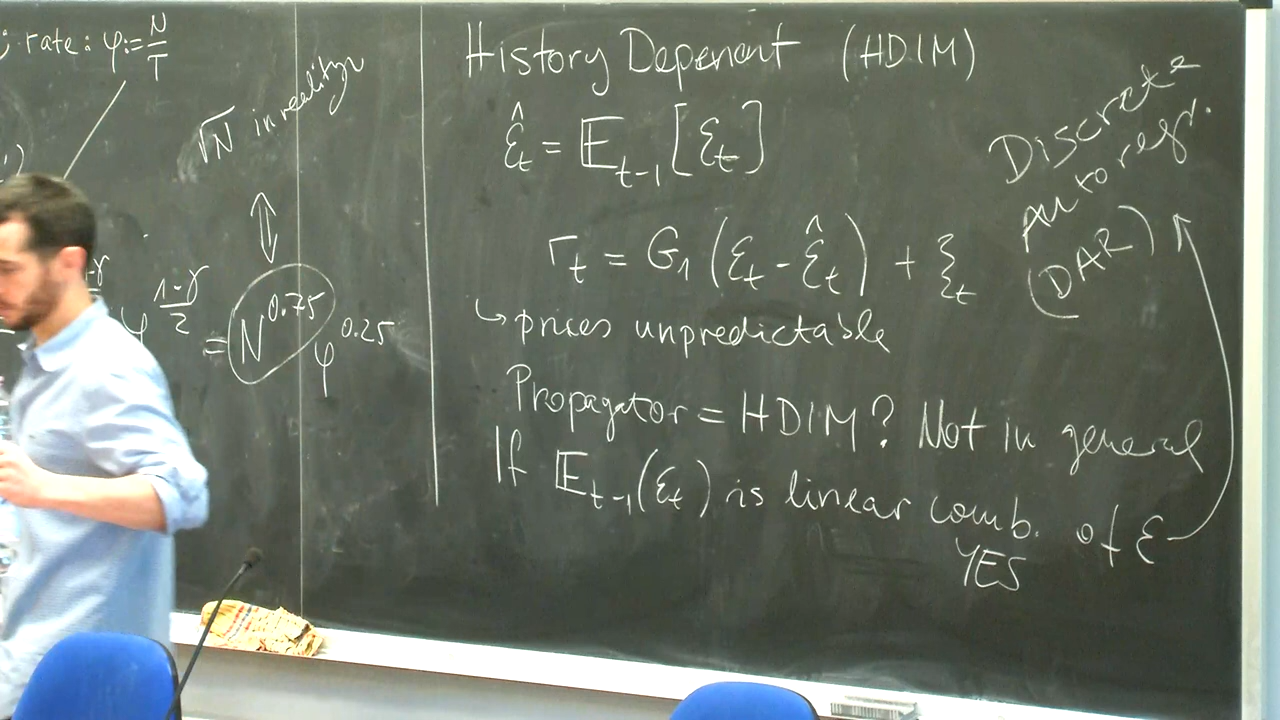 ; rate: φ:= N/T
√N in reality
↕
φ^(1-γ)/2 = N^0.75 φ^0.25
History Dependent (HDIM)
ε̂_t = 𝔼_{t-1} [ε_t]
r_t = G_1 (ε_t - ε̂_t) + ξ_t
↳ prices unpredictable
Propagator = HDIM? Not in general
If 𝔼_{t-1}(ε_t) is linear comb. of ε
YES
Discrete
Autoregr.
(DAR)